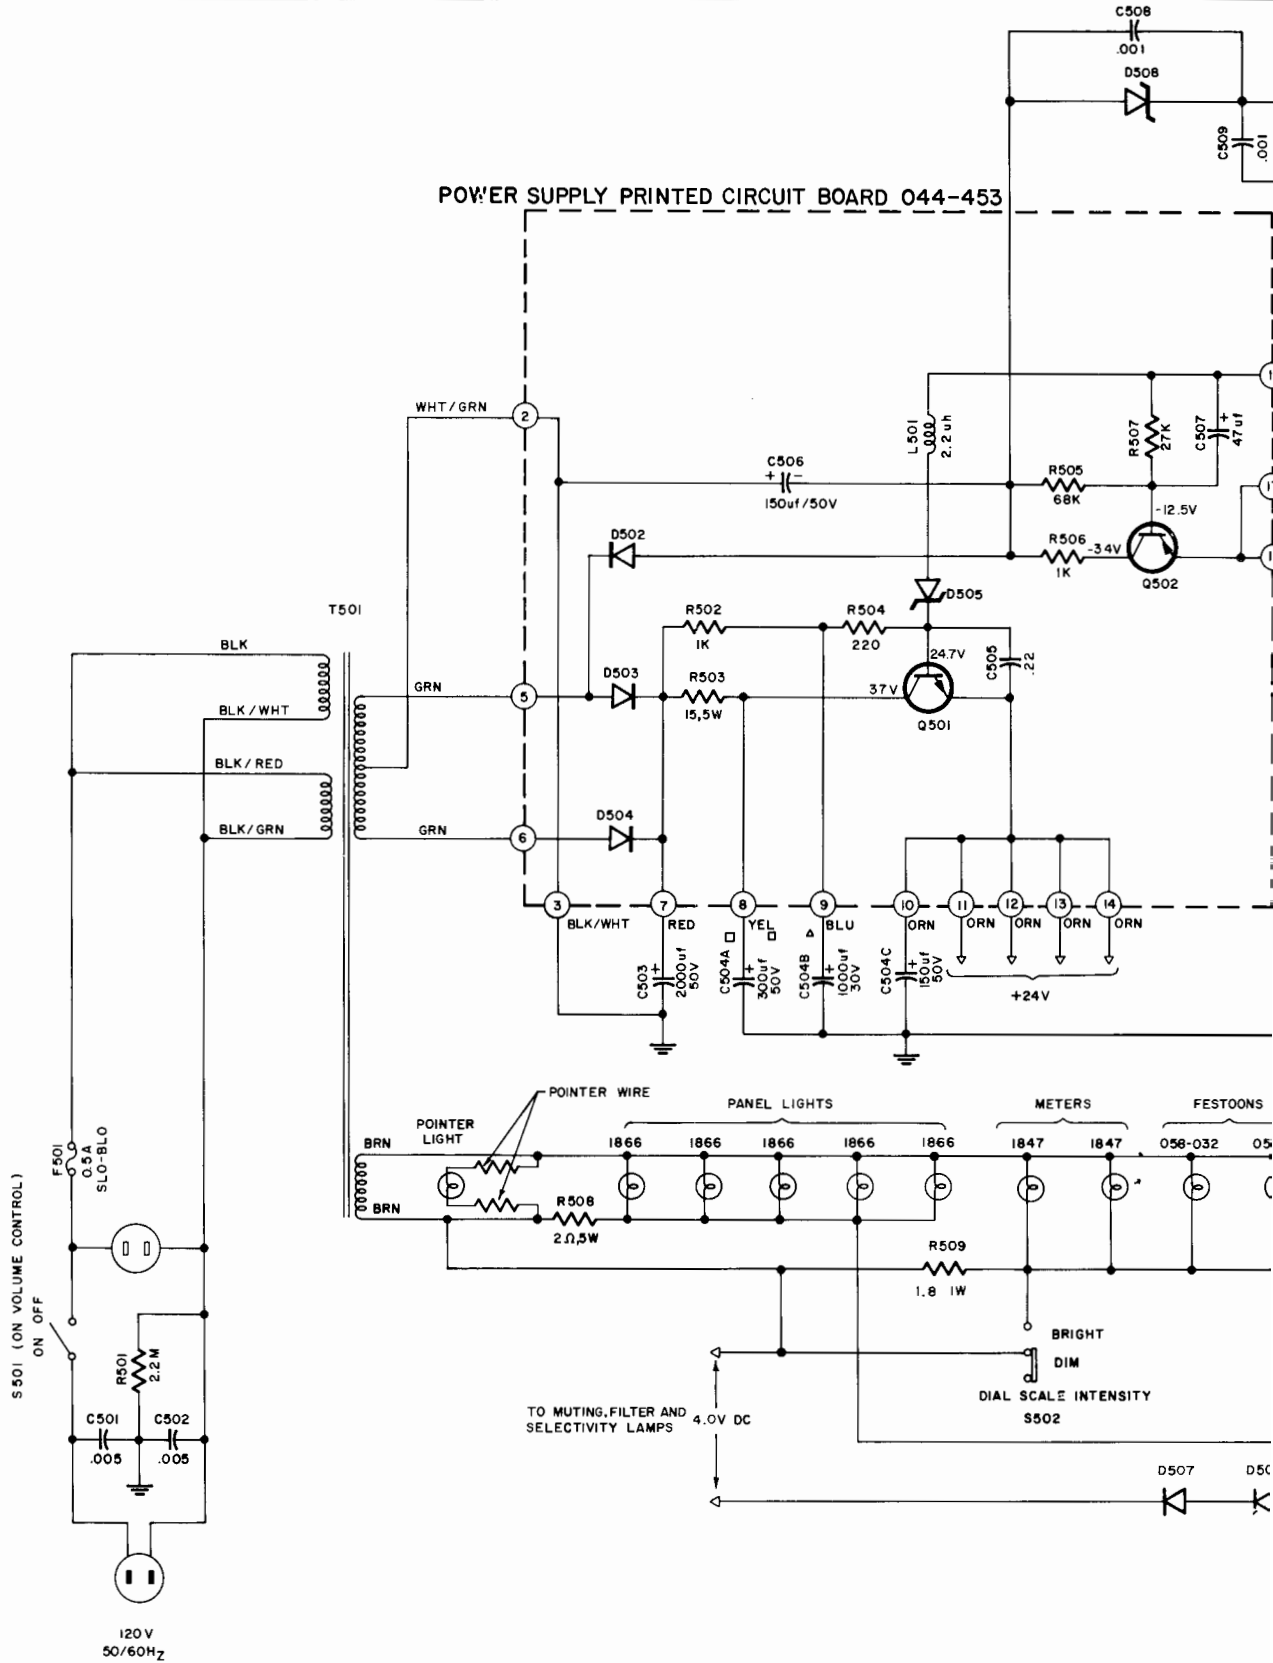 C508
.001
D508
C509
.001
POWER SUPPLY PRINTED CIRCUIT BOARD 044-453
WHT/GRN
2
L501
2.2uh
R507
27K
C507
+
47uf
1
C506
+ -
150uf/50V
R505
68K
1
-12.5V
D502
R506
-34V
1K
Q502
1
T501
D505
R502
1K
R504
220
C505
.22
BLK
24.7V
GRN
5
D503
R503
15,5W
37V
Q501
BLK/WHT
BLK/RED
BLK/GRN
GRN
6
D504
3
7
8
9
10
11
12
13
14
BLK/WHT
RED
YEL
BLU
ORN
ORN
ORN
ORN
ORN
C503
+
2000uf
50V
C504A
+
300uf
50V
C504B
+
1000uf
30V
C504C
+
150uf
50V
+24V
POINTER WIRE
PANEL LIGHTS
METERS
FESTOONS
POINTER
LIGHT
BRN
1866
1866
1866
1866
1866
1847
1847
058-032
05
F501
0.5A
SLO-BLO
BRN
R508
2Ω,5W
R509
1.8 1W
S501 (ON VOLUME CONTROL)
ON OFF
BRIGHT
DIM
DIAL SCALE INTENSITY
S502
R501
2.2M
TO MUTING, FILTER AND
SELECTIVITY LAMPS
4.0V DC
C501
.005
C502
.005
D507
D50
120V
50/60Hz